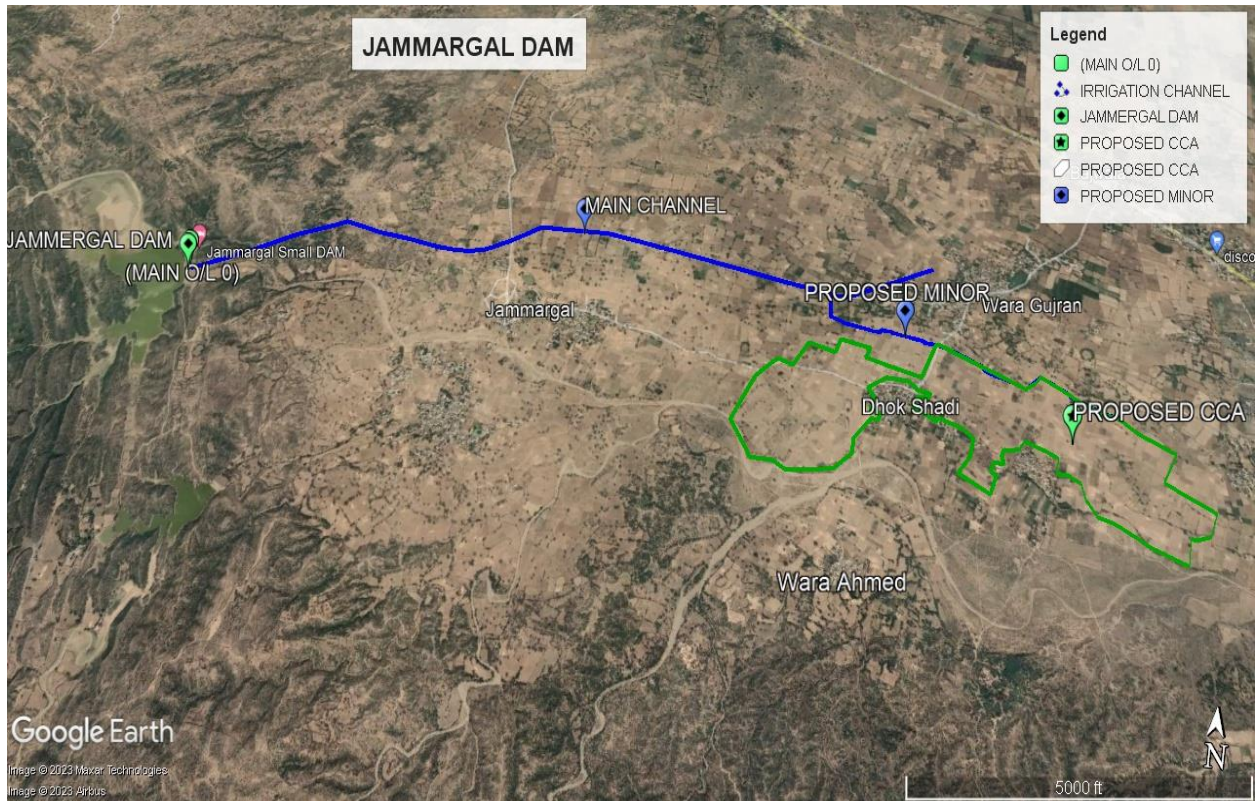 JAMMARGAL DAM
Legend
(MAIN O/L 0)
IRRIGATION CHANNEL
JAMMERGAL DAM
PROPOSED CCA
PROPOSED CCA
PROPOSED MINOR
MAIN CHANNEL
JAMMERGAL DAM
Jammargal Small DAM
(MAIN O/L 0)
disco
PROPOSED MINOR
Wara Gujran
Jammargal
Dhok Shadi
PROPOSED CCA
Wara Ahmed
Google Earth
Image © 2023 Maxar Technologies
Image © 2023 Airbus
N
5000 ft